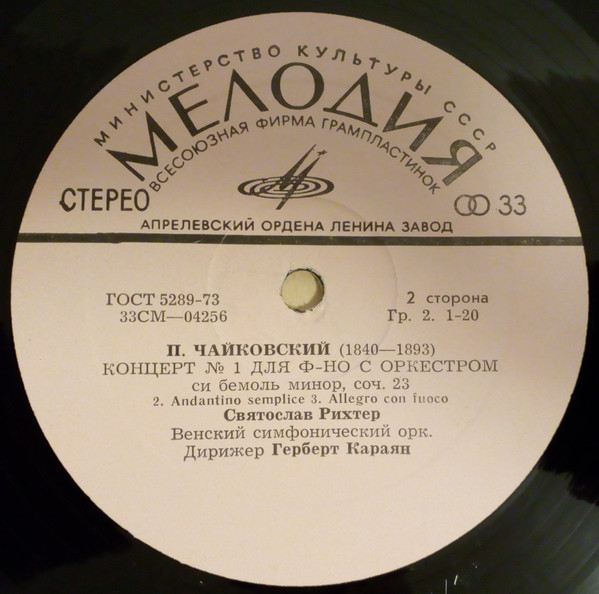 МИНИСТЕРСТВО КУЛЬТУРЫ СССР
МЕЛОДИЯ
ВСЕСОЮЗНАЯ ФИРМА ГРАМПЛАСТИНОК
СТЕРЕО
33
АПРЕЛЕВСКИЙ ОРДЕНА ЛЕНИНА ЗАВОД
ГОСТ 5289-73
2 сторона
33СМ—04256
Гр. 2. 1-20
П. ЧАЙКОВСКИЙ (1840—1893)
КОНЦЕРТ № 1 ДЛЯ Ф-НО С ОРКЕСТРОМ
си бемоль минор, соч. 23
2. Andantino semplice 3. Allegro con fuoco
Святослав Рихтер
Венский симфонический орк.
Дирижер Герберт Караян